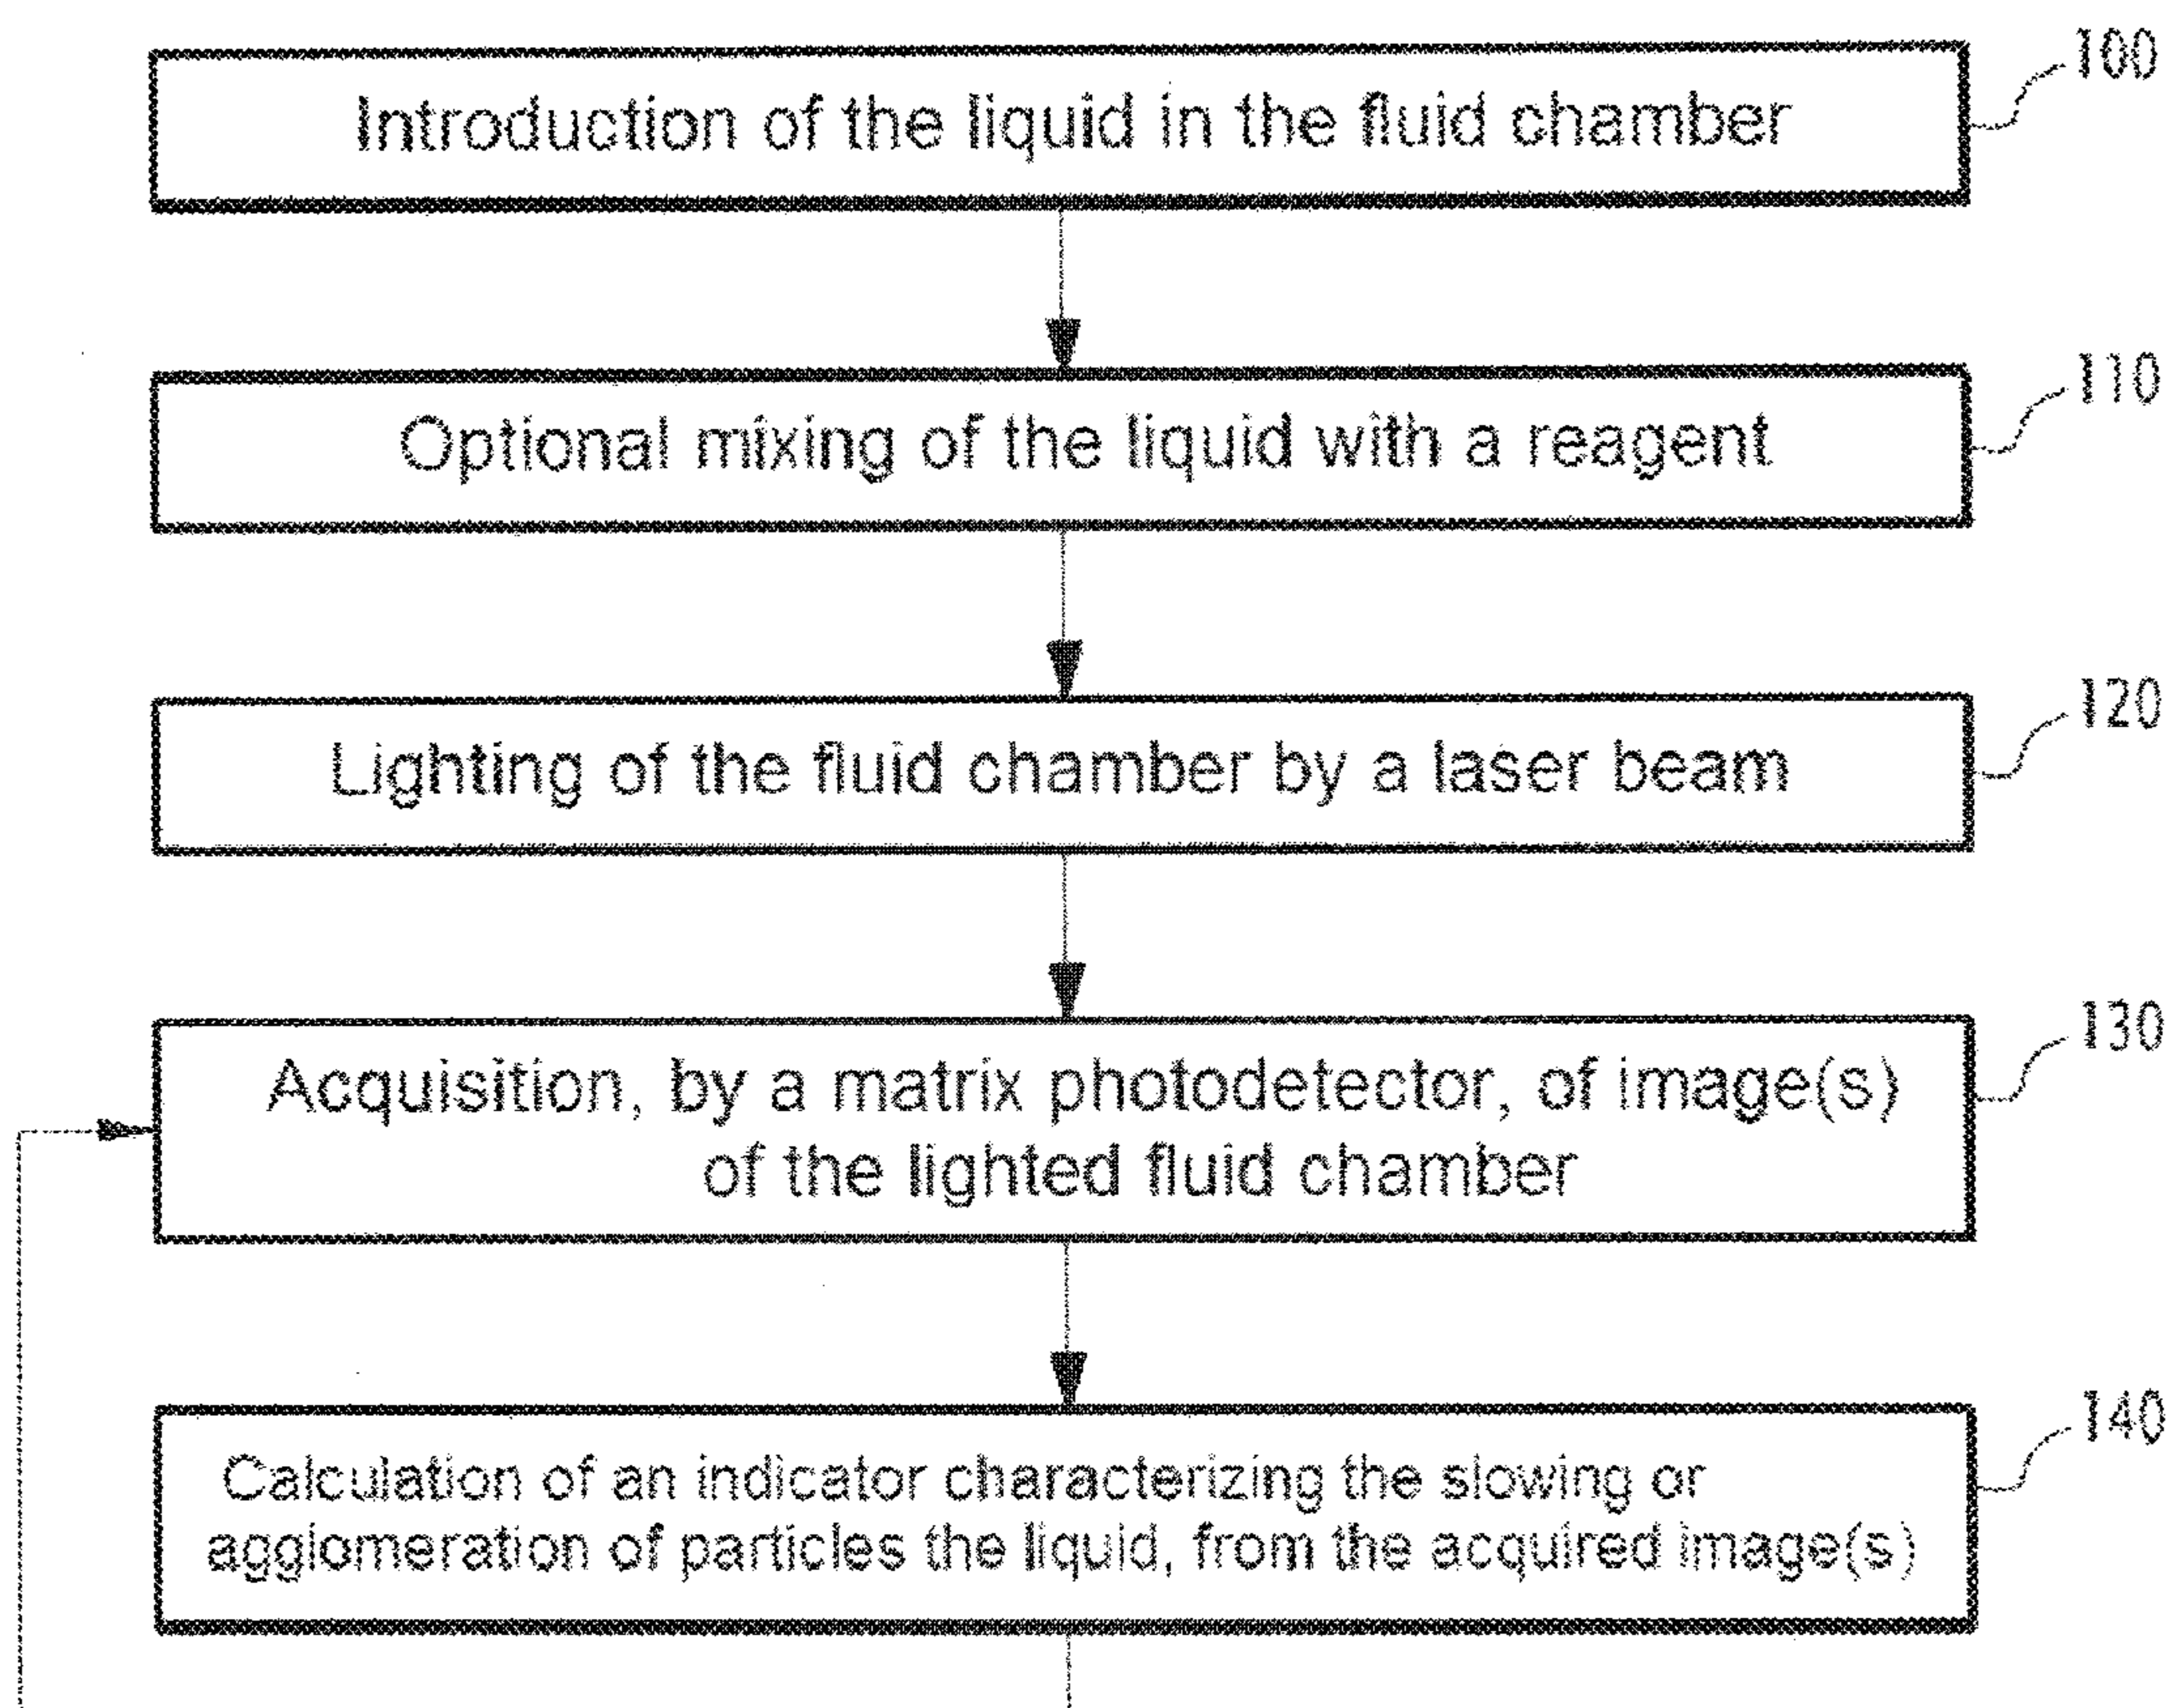 Introduction of the liquid in the fluid chamber
100
Optional mixing of the liquid with a reagent
110
Lighting of the fluid chamber by a laser beam
120
Acquisition, by a matrix photodetector, of image(s)
of the lighted fluid chamber
130
Calculation of an indicator characterizing the slowing or
agglomeration of particles the liquid, from the acquired image(s)
140